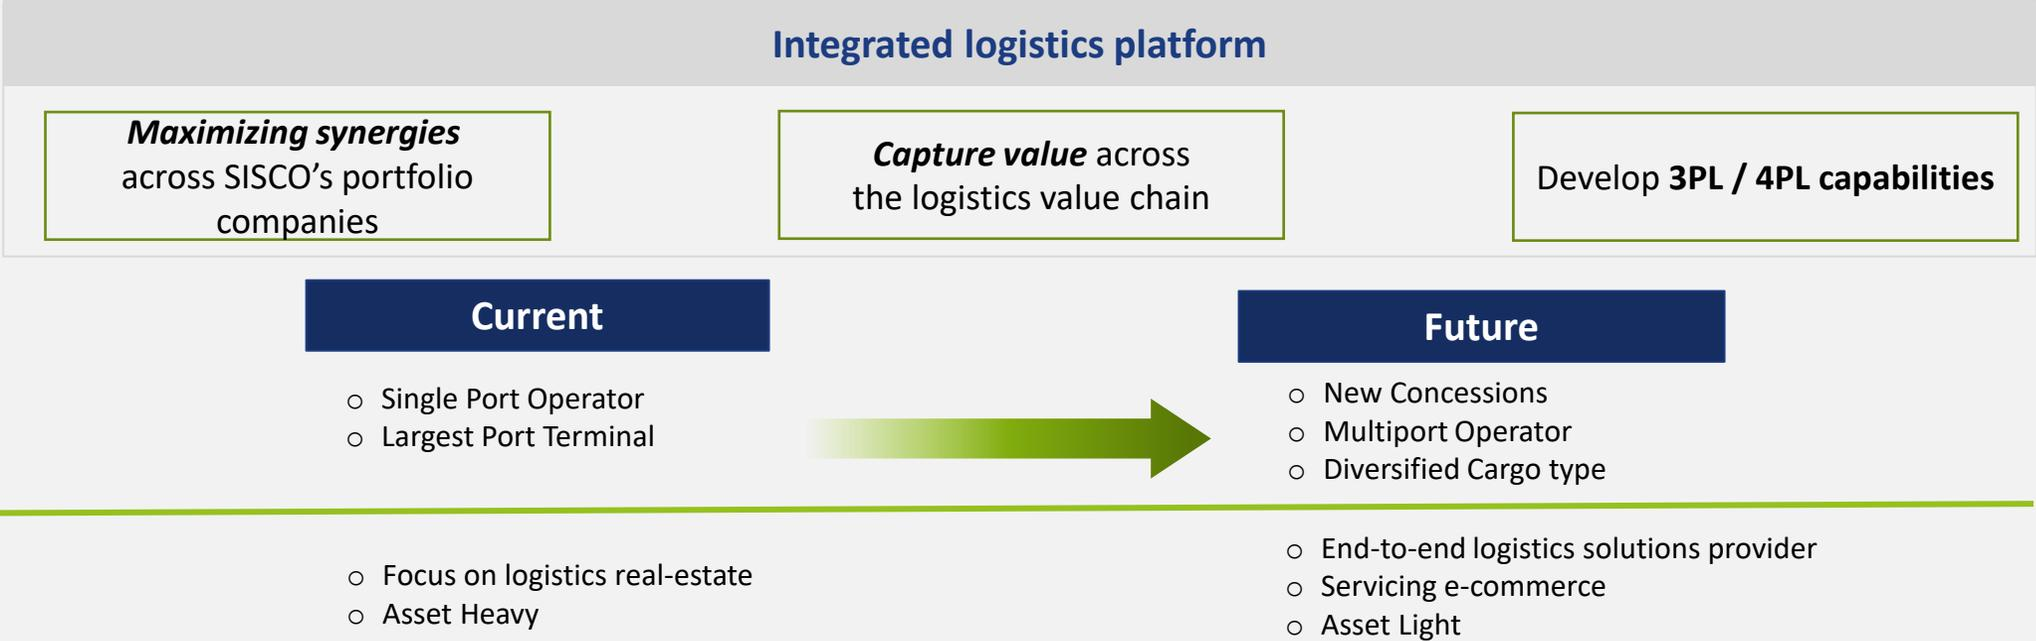 Integrated logistics platform
Maximizing synergies
across SISCO’s portfolio
companies
Capture value across
the logistics value chain
Develop 3PL / 4PL capabilities
Current
○ Single Port Operator
○ Largest Port Terminal
Future
○ New Concessions
○ Multiport Operator
○ Diversified Cargo type
○ Focus on logistics real-estate
○ Asset Heavy
○ End-to-end logistics solutions provider
○ Servicing e-commerce
○ Asset Light